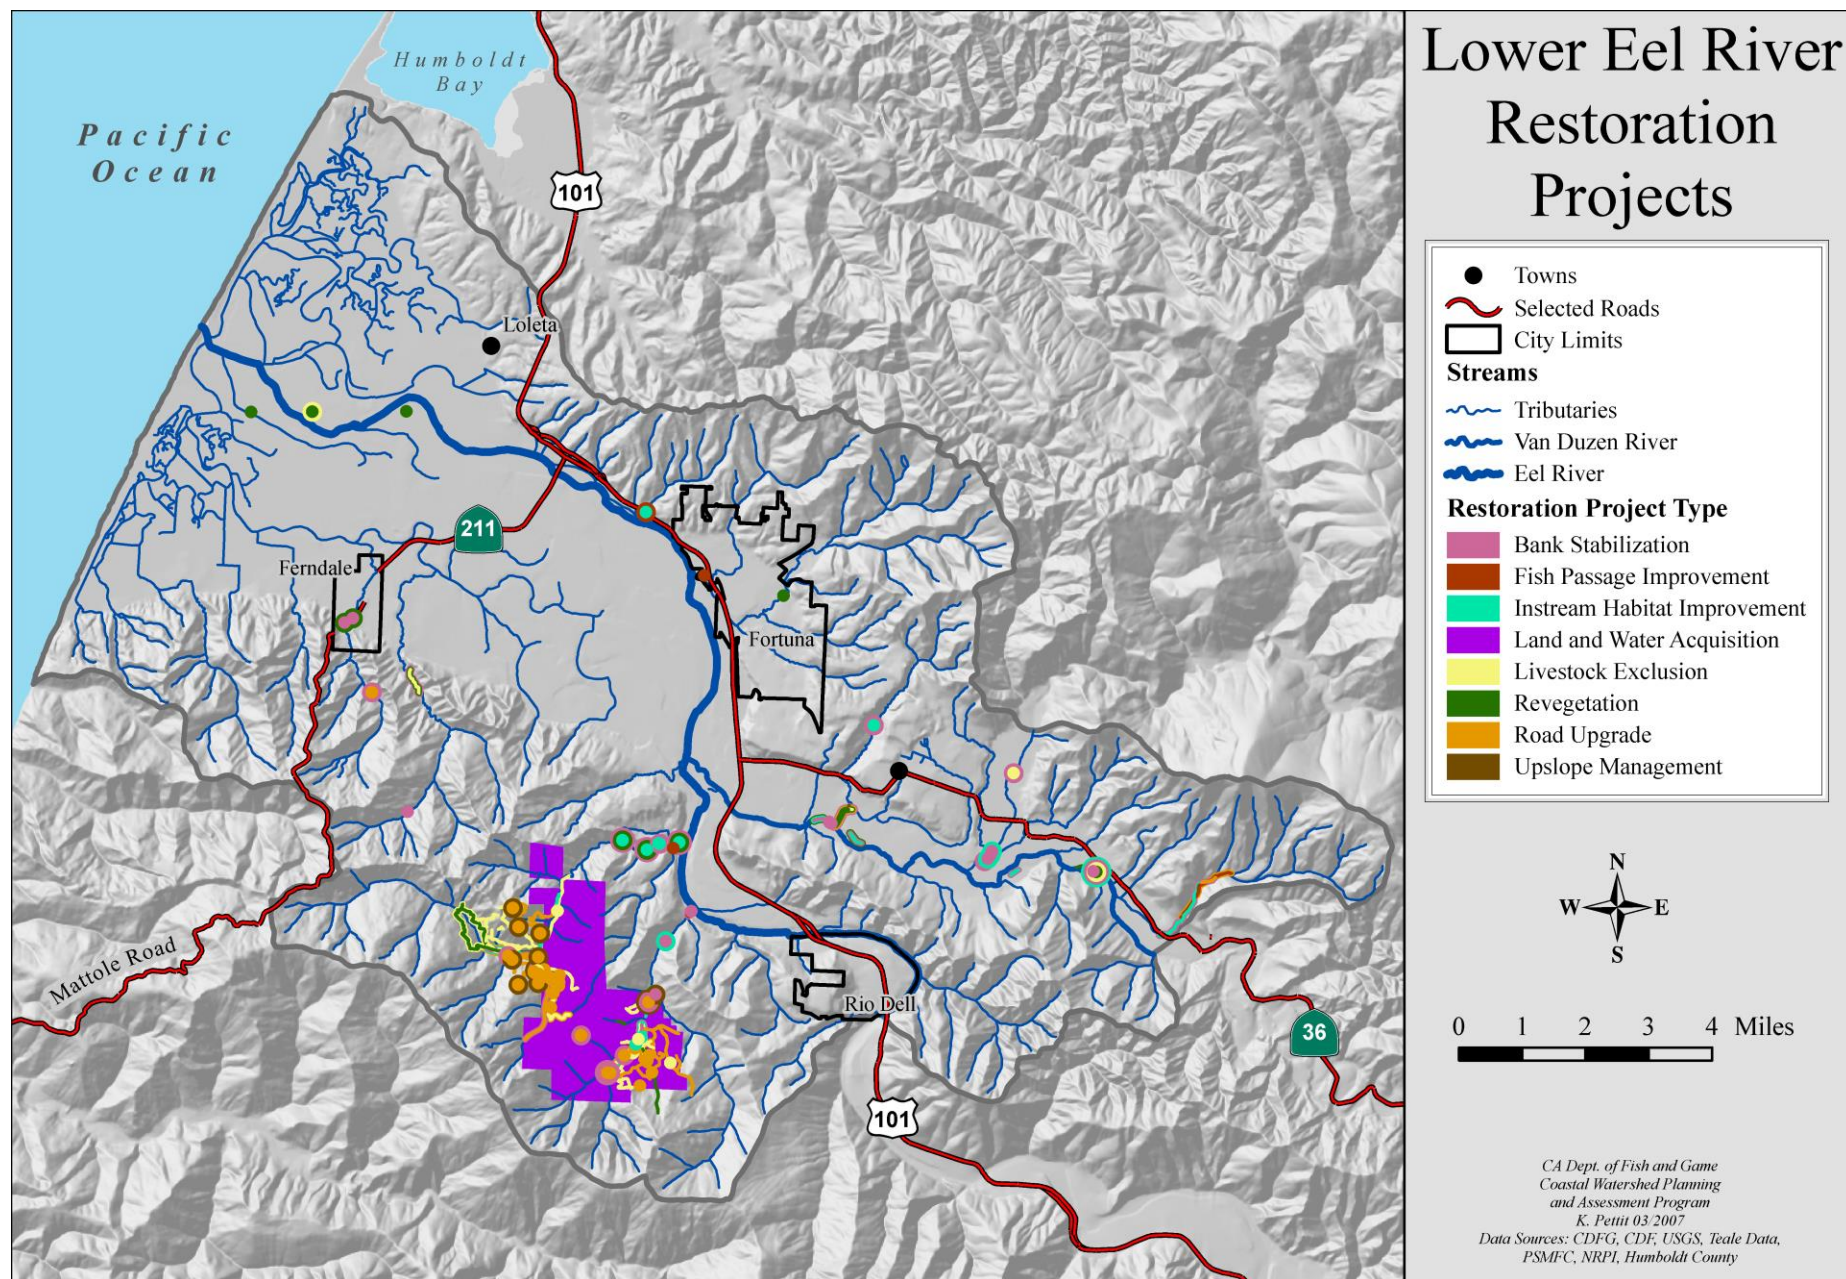 Lower Eel River
Restoration
Projects
Humboldt
Bay
Pacific
Ocean
101
Loleta
211
Ferndale
Fortuna
Rio Dell
Mattole Road
36
101
Towns
Selected Roads
City Limits
Streams
Tributaries
Van Duzen River
Eel River
Restoration Project Type
Bank Stabilization
Fish Passage Improvement
Instream Habitat Improvement
Land and Water Acquisition
Livestock Exclusion
Revegetation
Road Upgrade
Upslope Management
N
W E
S
0 1 2 3 4 Miles
CA Dept. of Fish and Game
Coastal Watershed Planning
and Assessment Program
K. Pettit 03/2007
Data Sources: CDFG, CDF, USGS, Teale Data,
PSMFC, NRPI, Humboldt County